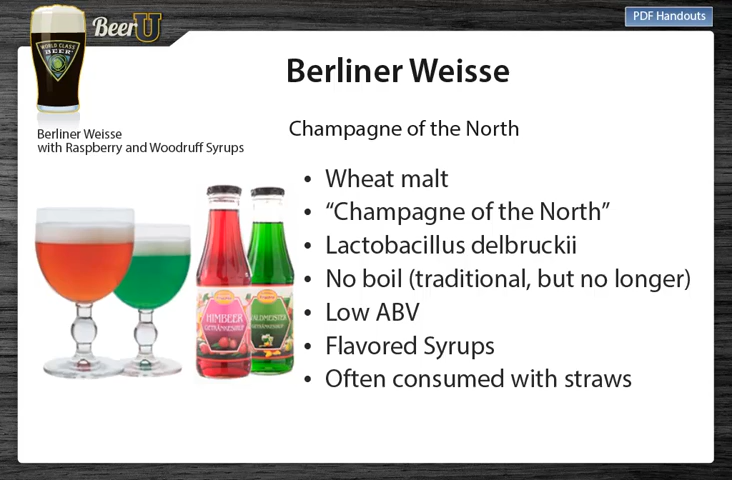 BeerU
PDF Handouts
WORLD CLASS
BEER
Berliner Weisse
Berliner Weisse
with Raspberry and Woodruff Syrups
Champagne of the North
• Wheat malt
• “Champagne of the North”
• Lactobacillus delbruckii
• No boil (traditional, but no longer)
• Low ABV
• Flavored Syrups
• Often consumed with straws
HIMBEER
WALDMEISTER
GETRÄNKESIRUP